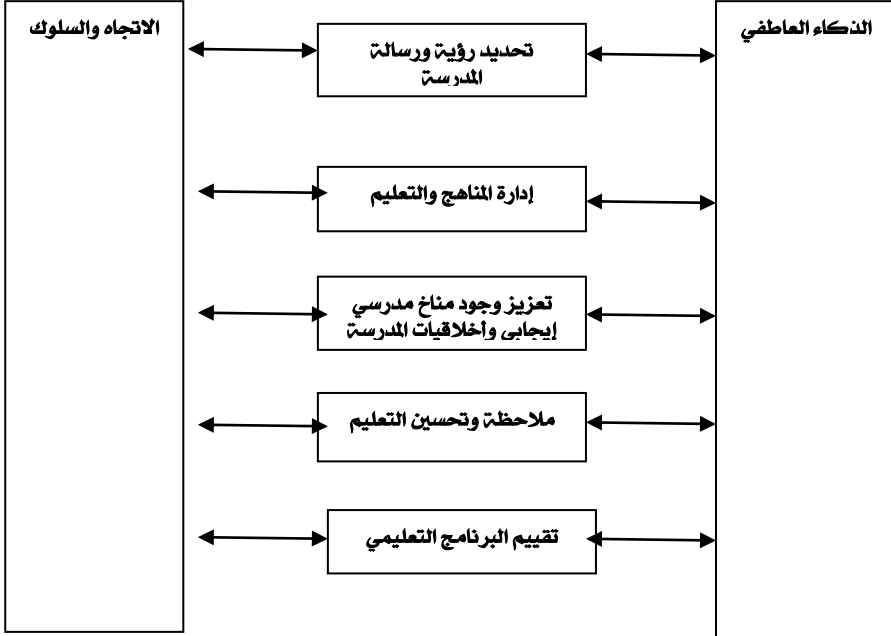 الذكاء العاطفي
الاتجاه والسلوك
تحديد رؤية ورسالة
المدرسة
إدارة المناهج والتعليم
تعزيز وجود مناخ مدرسي
إيجابي وأخلاقيات المدرسة
ملاحظة وتحسين التعليم
تقييم البرنامج التعليمي